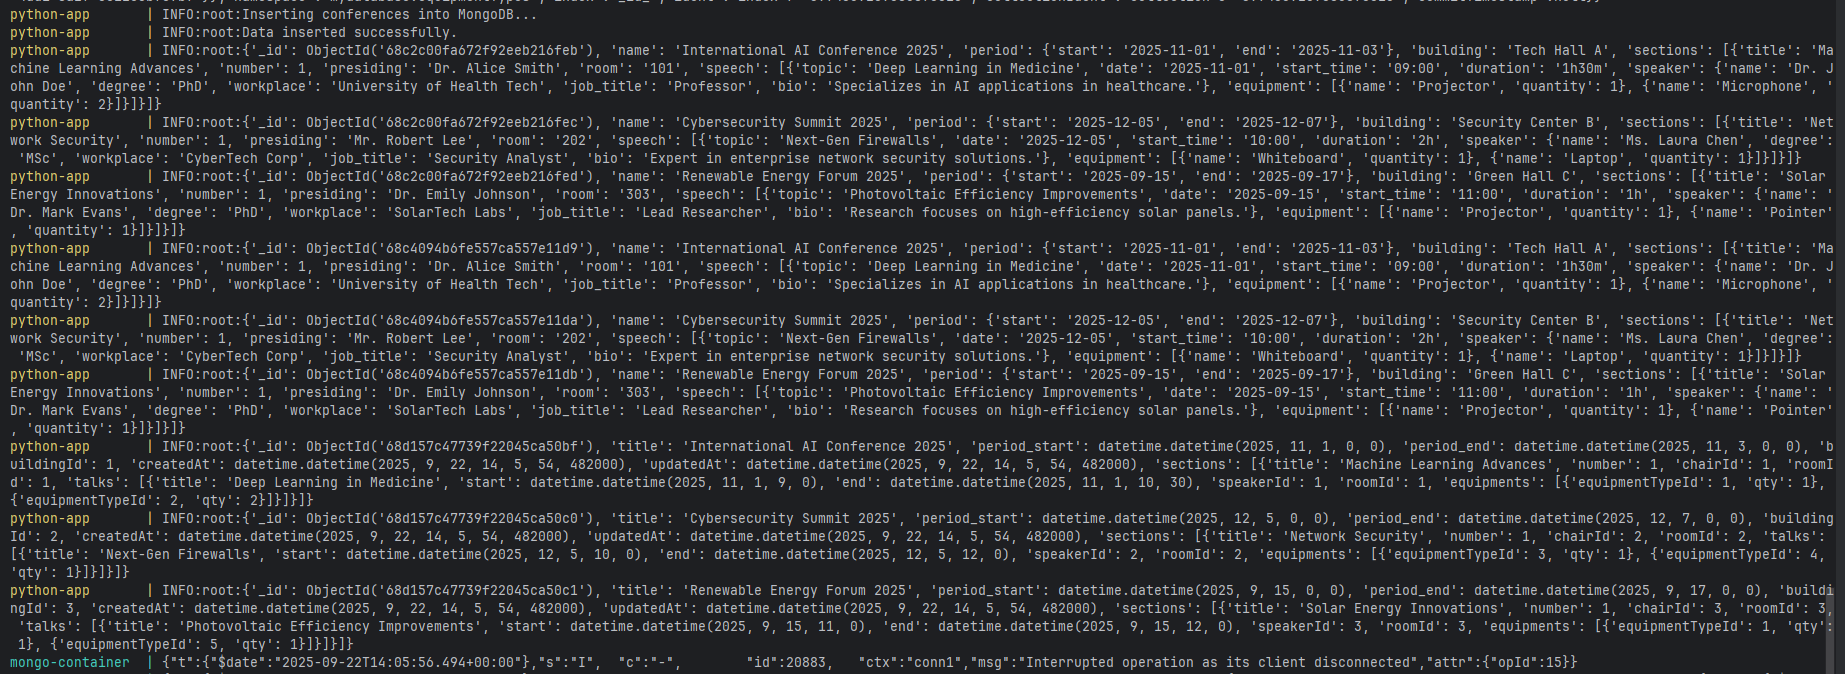 python-app       | INFO:root:Inserting conferences into MongoDB...
python-app       | INFO:root:Data inserted successfully.
python-app       | INFO:root:{'_id': ObjectId('68c2c00fa672f92eeb216feb'), 'name': 'International AI Conference 2025', 'period': {'start': '2025-11-01', 'end': '2025-11-03'}, 'building': 'Tech Hall A', 'sections': [{'title': 'Ma
chine Learning Advances', 'number': 1, 'presiding': 'Dr. Alice Smith', 'room': '101', 'speech': [{'topic': 'Deep Learning in Medicine', 'date': '2025-11-01', 'start_time': '09:00', 'duration': '1h30m', 'speaker': {'name': 'Dr. J
ohn Doe', 'degree': 'PhD', 'workplace': 'University of Health Tech', 'job_title': 'Professor', 'bio': 'Specializes in AI applications in healthcare.'}, 'equipment': [{'name': 'Projector', 'quantity': 1}, {'name': 'Microphone', '
quantity': 2}]}]}]}
python-app       | INFO:root:{'_id': ObjectId('68c2c00fa672f92eeb216fec'), 'name': 'Cybersecurity Summit 2025', 'period': {'start': '2025-12-05', 'end': '2025-12-07'}, 'building': 'Security Center B', 'sections': [{'title': 'Net
work Security', 'number': 1, 'presiding': 'Mr. Robert Lee', 'room': '202', 'speech': [{'topic': 'Next-Gen Firewalls', 'date': '2025-12-05', 'start_time': '10:00', 'duration': '2h', 'speaker': {'name': 'Ms. Laura Chen', 'degree':
 'MSc', 'workplace': 'CyberTech Corp', 'job_title': 'Security Analyst', 'bio': 'Expert in enterprise network security solutions.'}, 'equipment': [{'name': 'Whiteboard', 'quantity': 1}, {'name': 'Laptop', 'quantity': 1}]}]}]}
python-app       | INFO:root:{'_id': ObjectId('68c2c00fa672f92eeb216fed'), 'name': 'Renewable Energy Forum 2025', 'period': {'start': '2025-09-15', 'end': '2025-09-17'}, 'building': 'Green Hall C', 'sections': [{'title': 'Solar
Energy Innovations', 'number': 1, 'presiding': 'Dr. Emily Johnson', 'room': '303', 'speech': [{'topic': 'Photovoltaic Efficiency Improvements', 'date': '2025-09-15', 'start_time': '11:00', 'duration': '1h', 'speaker': {'name': '
Dr. Mark Evans', 'degree': 'PhD', 'workplace': 'SolarTech Labs', 'job_title': 'Lead Researcher', 'bio': 'Research focuses on high-efficiency solar panels.'}, 'equipment': [{'name': 'Projector', 'quantity': 1}, {'name': 'Pointer'
, 'quantity': 1}]}]}]}
python-app       | INFO:root:{'_id': ObjectId('68c4094b6fe557ca557e11d9'), 'name': 'International AI Conference 2025', 'period': {'start': '2025-11-01', 'end': '2025-11-03'}, 'building': 'Tech Hall A', 'sections': [{'title': 'Ma
chine Learning Advances', 'number': 1, 'presiding': 'Dr. Alice Smith', 'room': '101', 'speech': [{'topic': 'Deep Learning in Medicine', 'date': '2025-11-01', 'start_time': '09:00', 'duration': '1h30m', 'speaker': {'name': 'Dr. J
ohn Doe', 'degree': 'PhD', 'workplace': 'University of Health Tech', 'job_title': 'Professor', 'bio': 'Specializes in AI applications in healthcare.'}, 'equipment': [{'name': 'Projector', 'quantity': 1}, {'name': 'Microphone', '
quantity': 2}]}]}]}
python-app       | INFO:root:{'_id': ObjectId('68c4094b6fe557ca557e11da'), 'name': 'Cybersecurity Summit 2025', 'period': {'start': '2025-12-05', 'end': '2025-12-07'}, 'building': 'Security Center B', 'sections': [{'title': 'Net
work Security', 'number': 1, 'presiding': 'Mr. Robert Lee', 'room': '202', 'speech': [{'topic': 'Next-Gen Firewalls', 'date': '2025-12-05', 'start_time': '10:00', 'duration': '2h', 'speaker': {'name': 'Ms. Laura Chen', 'degree':
 'MSc', 'workplace': 'CyberTech Corp', 'job_title': 'Security Analyst', 'bio': 'Expert in enterprise network security solutions.'}, 'equipment': [{'name': 'Whiteboard', 'quantity': 1}, {'name': 'Laptop', 'quantity': 1}]}]}]}
python-app       | INFO:root:{'_id': ObjectId('68c4094b6fe557ca557e11db'), 'name': 'Renewable Energy Forum 2025', 'period': {'start': '2025-09-15', 'end': '2025-09-17'}, 'building': 'Green Hall C', 'sections': [{'title': 'Solar
Energy Innovations', 'number': 1, 'presiding': 'Dr. Emily Johnson', 'room': '303', 'speech': [{'topic': 'Photovoltaic Efficiency Improvements', 'date': '2025-09-15', 'start_time': '11:00', 'duration': '1h', 'speaker': {'name': '
Dr. Mark Evans', 'degree': 'PhD', 'workplace': 'SolarTech Labs', 'job_title': 'Lead Researcher', 'bio': 'Research focuses on high-efficiency solar panels.'}, 'equipment': [{'name': 'Projector', 'quantity': 1}, {'name': 'Pointer'
, 'quantity': 1}]}]}]}
python-app       | INFO:root:{'_id': ObjectId('68d157c47739f22045ca50bf'), 'title': 'International AI Conference 2025', 'period_start': datetime.datetime(2025, 11, 1, 0, 0), 'period_end': datetime.datetime(2025, 11, 3, 0, 0), 'b
uildingId': 1, 'createdAt': datetime.datetime(2025, 9, 22, 14, 5, 54, 482000), 'updatedAt': datetime.datetime(2025, 9, 22, 14, 5, 54, 482000), 'sections': [{'title': 'Machine Learning Advances', 'number': 1, 'chairId': 1, 'roomI
d': 1, 'talks': [{'title': 'Deep Learning in Medicine', 'start': datetime.datetime(2025, 11, 1, 9, 0), 'end': datetime.datetime(2025, 11, 1, 10, 30), 'speakerId': 1, 'roomId': 1, 'equipments': [{'equipmentTypeId': 1, 'qty': 1},
{'equipmentTypeId': 2, 'qty': 2}]}]}]}
python-app       | INFO:root:{'_id': ObjectId('68d157c47739f22045ca50c0'), 'title': 'Cybersecurity Summit 2025', 'period_start': datetime.datetime(2025, 12, 5, 0, 0), 'period_end': datetime.datetime(2025, 12, 7, 0, 0), 'building
Id': 2, 'createdAt': datetime.datetime(2025, 9, 22, 14, 5, 54, 482000), 'updatedAt': datetime.datetime(2025, 9, 22, 14, 5, 54, 482000), 'sections': [{'title': 'Network Security', 'number': 1, 'chairId': 2, 'roomId': 2, 'talks':
[{'title': 'Next-Gen Firewalls', 'start': datetime.datetime(2025, 12, 5, 10, 0), 'end': datetime.datetime(2025, 12, 5, 12, 0), 'speakerId': 2, 'roomId': 2, 'equipments': [{'equipmentTypeId': 3, 'qty': 1}, {'equipmentTypeId': 4,
'qty': 1}]}]}]}
python-app       | INFO:root:{'_id': ObjectId('68d157c47739f22045ca50c1'), 'title': 'Renewable Energy Forum 2025', 'period_start': datetime.datetime(2025, 9, 15, 0, 0), 'period_end': datetime.datetime(2025, 9, 17, 0, 0), 'buildi
ngId': 3, 'createdAt': datetime.datetime(2025, 9, 22, 14, 5, 54, 482000), 'updatedAt': datetime.datetime(2025, 9, 22, 14, 5, 54, 482000), 'sections': [{'title': 'Solar Energy Innovations', 'number': 1, 'chairId': 3, 'roomId': 3,
 'talks': [{'title': 'Photovoltaic Efficiency Improvements', 'start': datetime.datetime(2025, 9, 15, 11, 0), 'end': datetime.datetime(2025, 9, 15, 12, 0), 'speakerId': 3, 'roomId': 3, 'equipments': [{'equipmentTypeId': 1, 'qty':
 1}, {'equipmentTypeId': 5, 'qty': 1}]}]}]}
mongo-container  | {"t":{"$date":"2025-09-22T14:05:56.494+00:00"},"s":"I",  "c":"-",        "id":20883,   "ctx":"conn1","msg":"Interrupted operation as its client disconnected","attr":{"opId":15}}